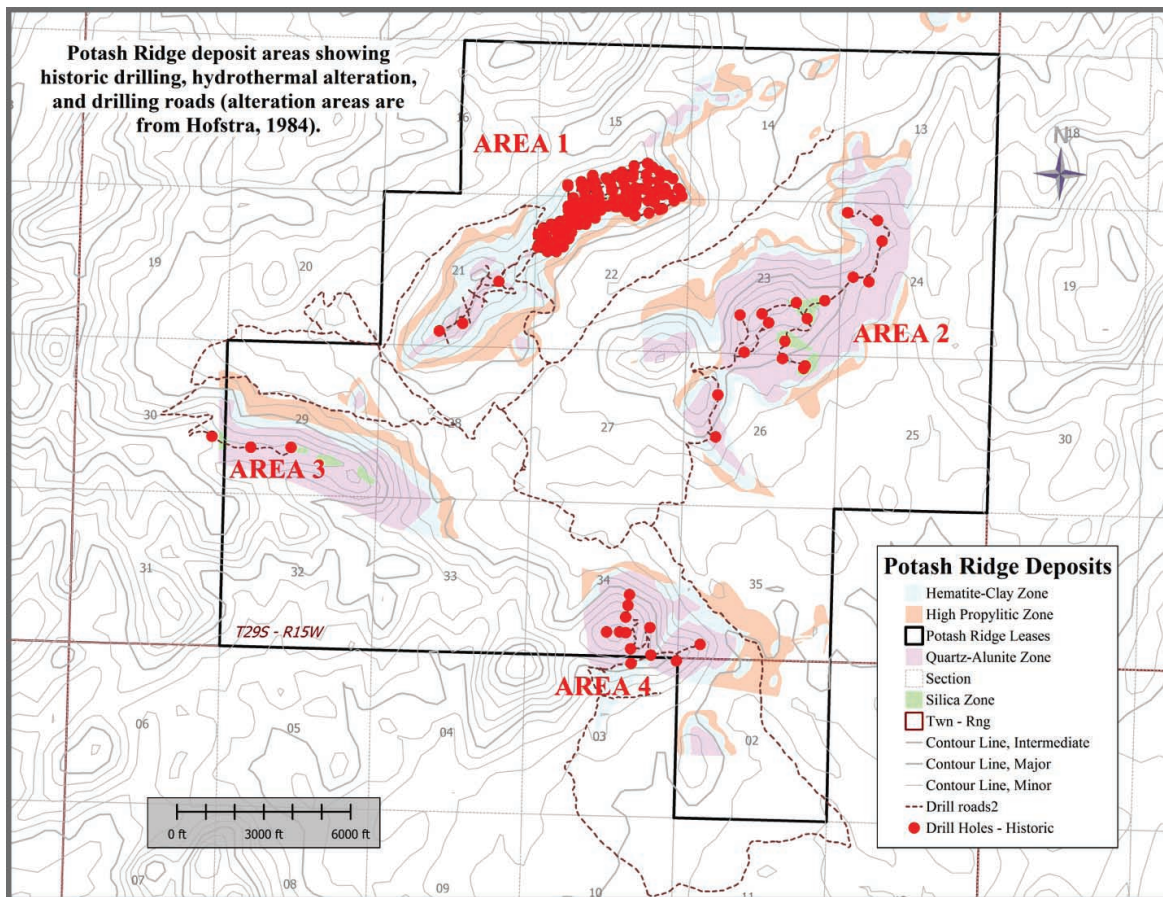 Potash Ridge deposit areas showing
historic drilling, hydrothermal alteration,
and drilling roads (alteration areas are
from Hofstra, 1984).
16
15
14
13
18
N
AREA 1
19
20
21
22
23
24
19
AREA 2
30
29
28
27
26
25
30
AREA 3
31
32
33
34
35
T29S - R15W
AREA 4
06
05
04
03
02
07
08
10
11
0 ft
3000 ft
6000 ft
Potash Ridge Deposits
Hematite-Clay Zone
High Propylitic Zone
Potash Ridge Leases
Quartz-Alunite Zone
Section
Silica Zone
Twn - Rng
Contour Line, Intermediate
Contour Line, Major
Contour Line, Minor
Drill roads2
Drill Holes - Historic